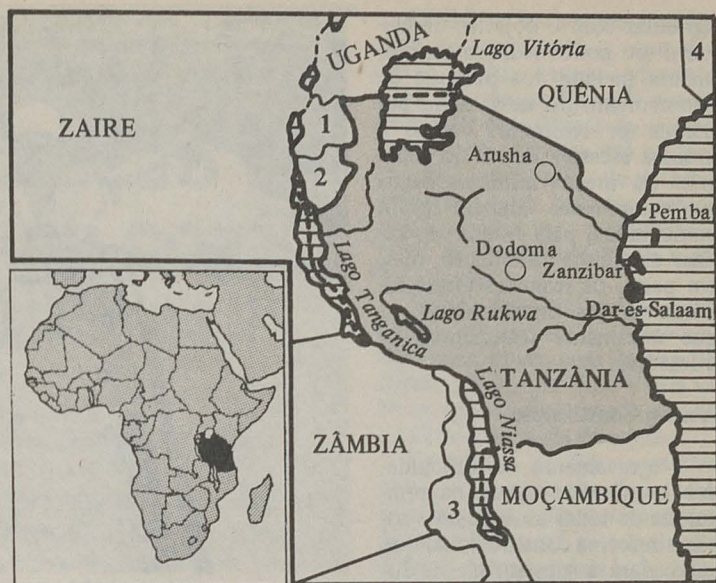 UGANDA
Lago Vitória
4
ZAIRE
1
QUÊNIA
2
Arusha
Pemba
Dodoma
Zanzibar
Dar-es-Salaam
Lago Tanganica
Lago Rukwa
TANZÂNIA
Lago Niassa
ZÂMBIA
MOÇAMBIQUE
3